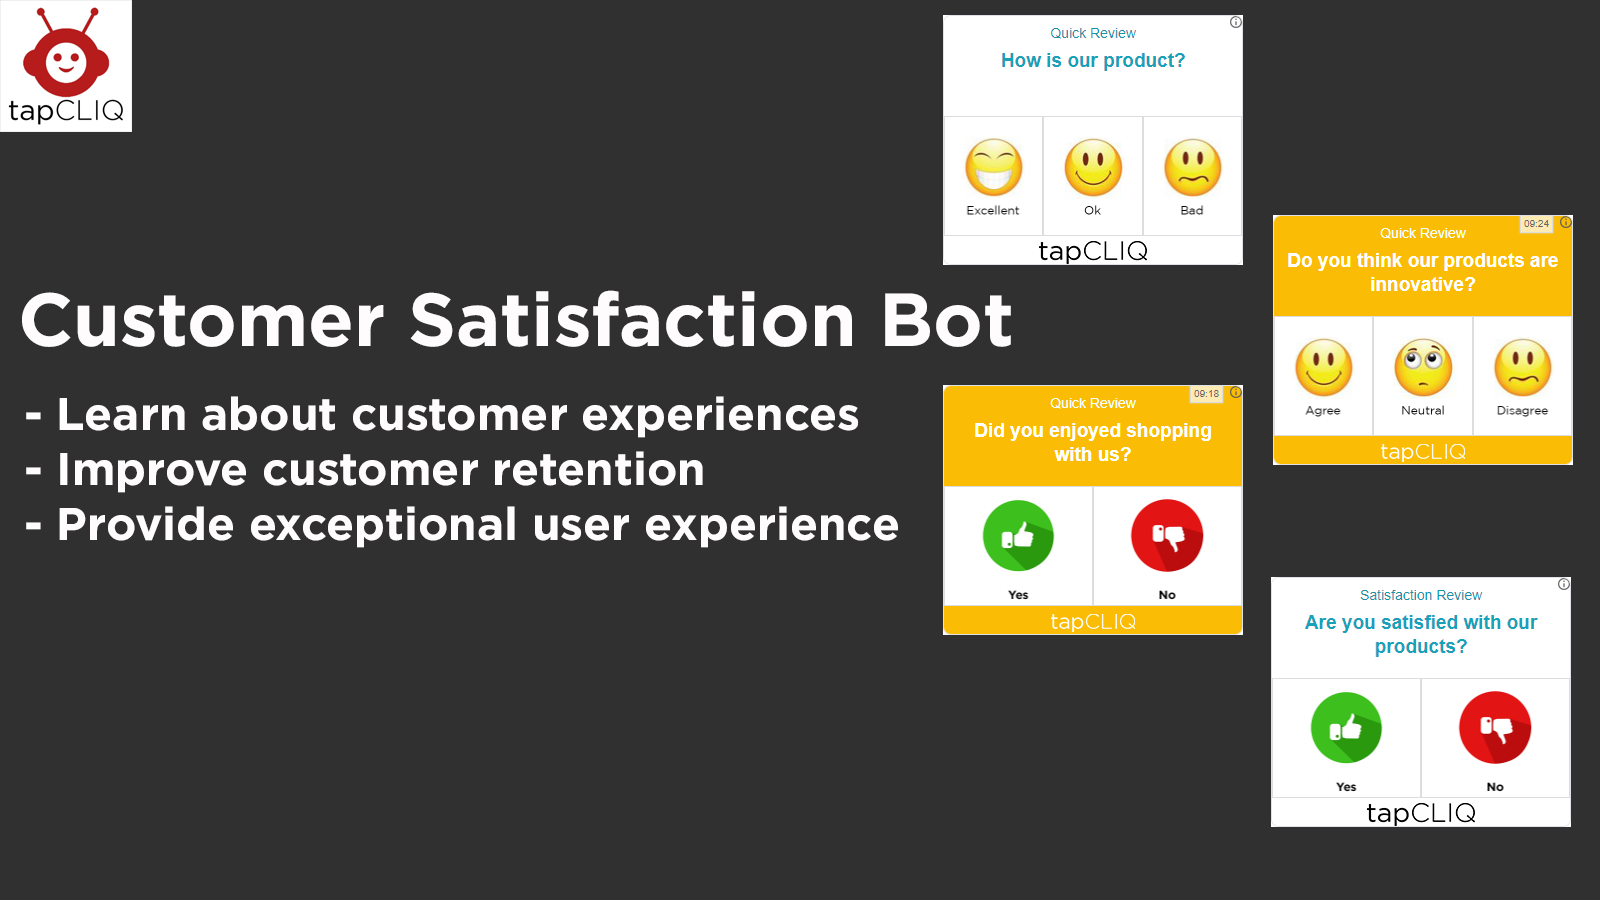 tapCLIQ
Customer Satisfaction Bot
- Learn about customer experiences
- Improve customer retention
- Provide exceptional user experience
Quick Review
How is our product?
Excellent
Ok
Bad
tapCLIQ
09:24
Quick Review
Do you think our products are
innovative?
Agree
Neutral
Disagree
tapCLIQ
09:18
Quick Review
Did you enjoyed shopping
with us?
Yes
No
tapCLIQ
Satisfaction Review
Are you satisfied with our
products?
Yes
No
tapCLIQ